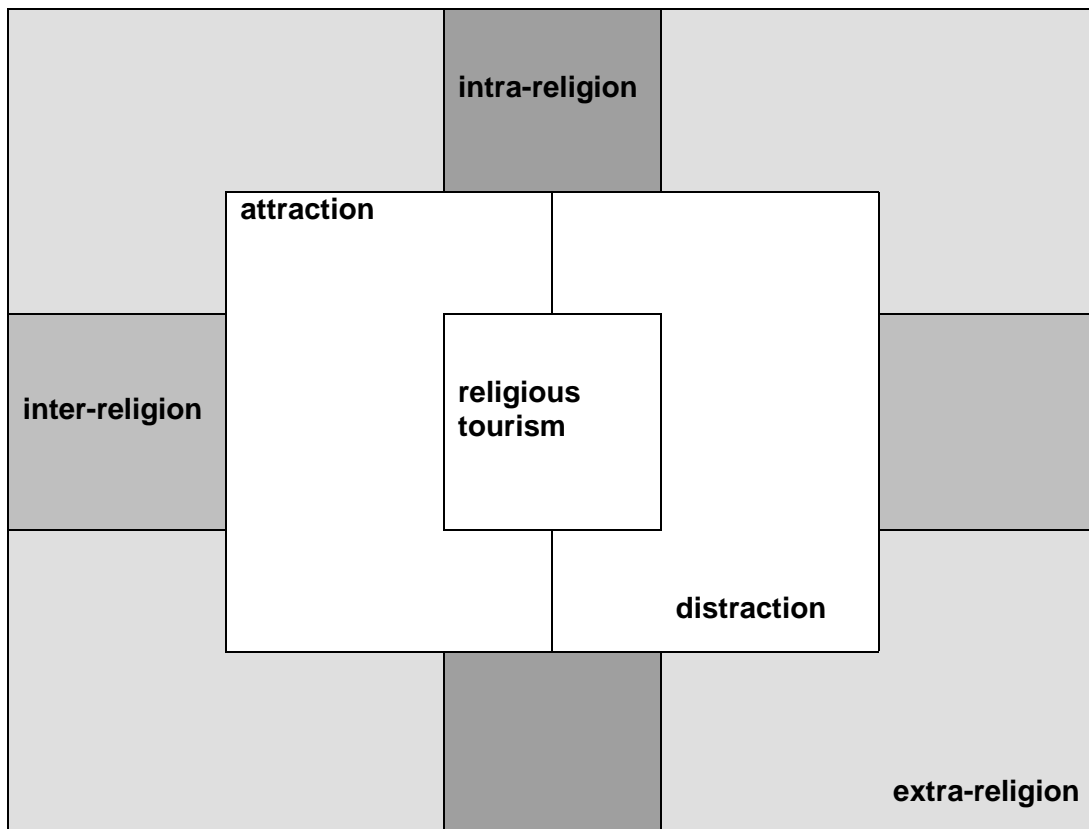 intra-religion
attraction
inter-religion
religious
tourism
distraction
extra-religion